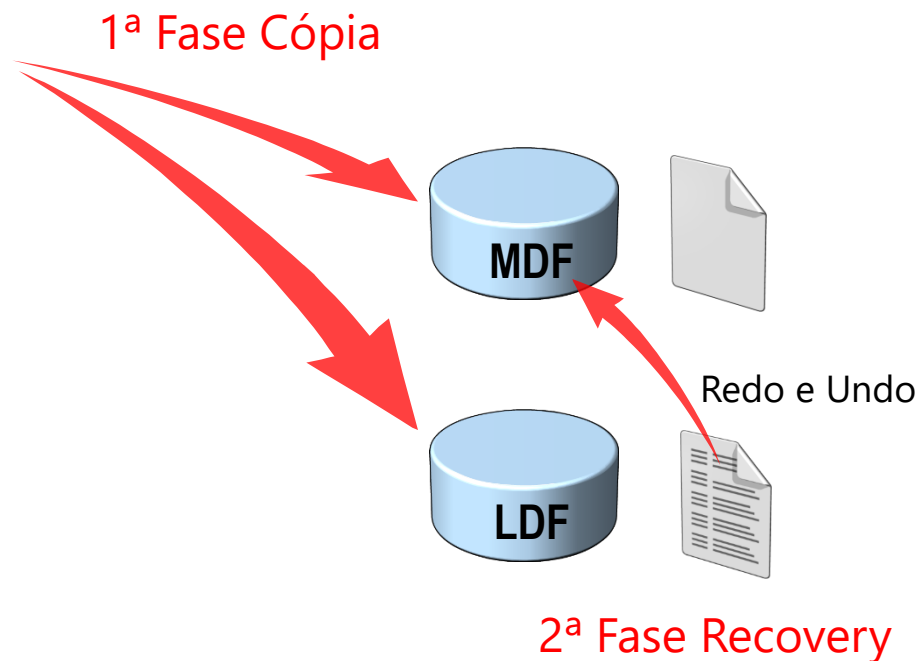 1ª Fase Cópia
MDF
Redo e Undo
LDF
2ª Fase Recovery